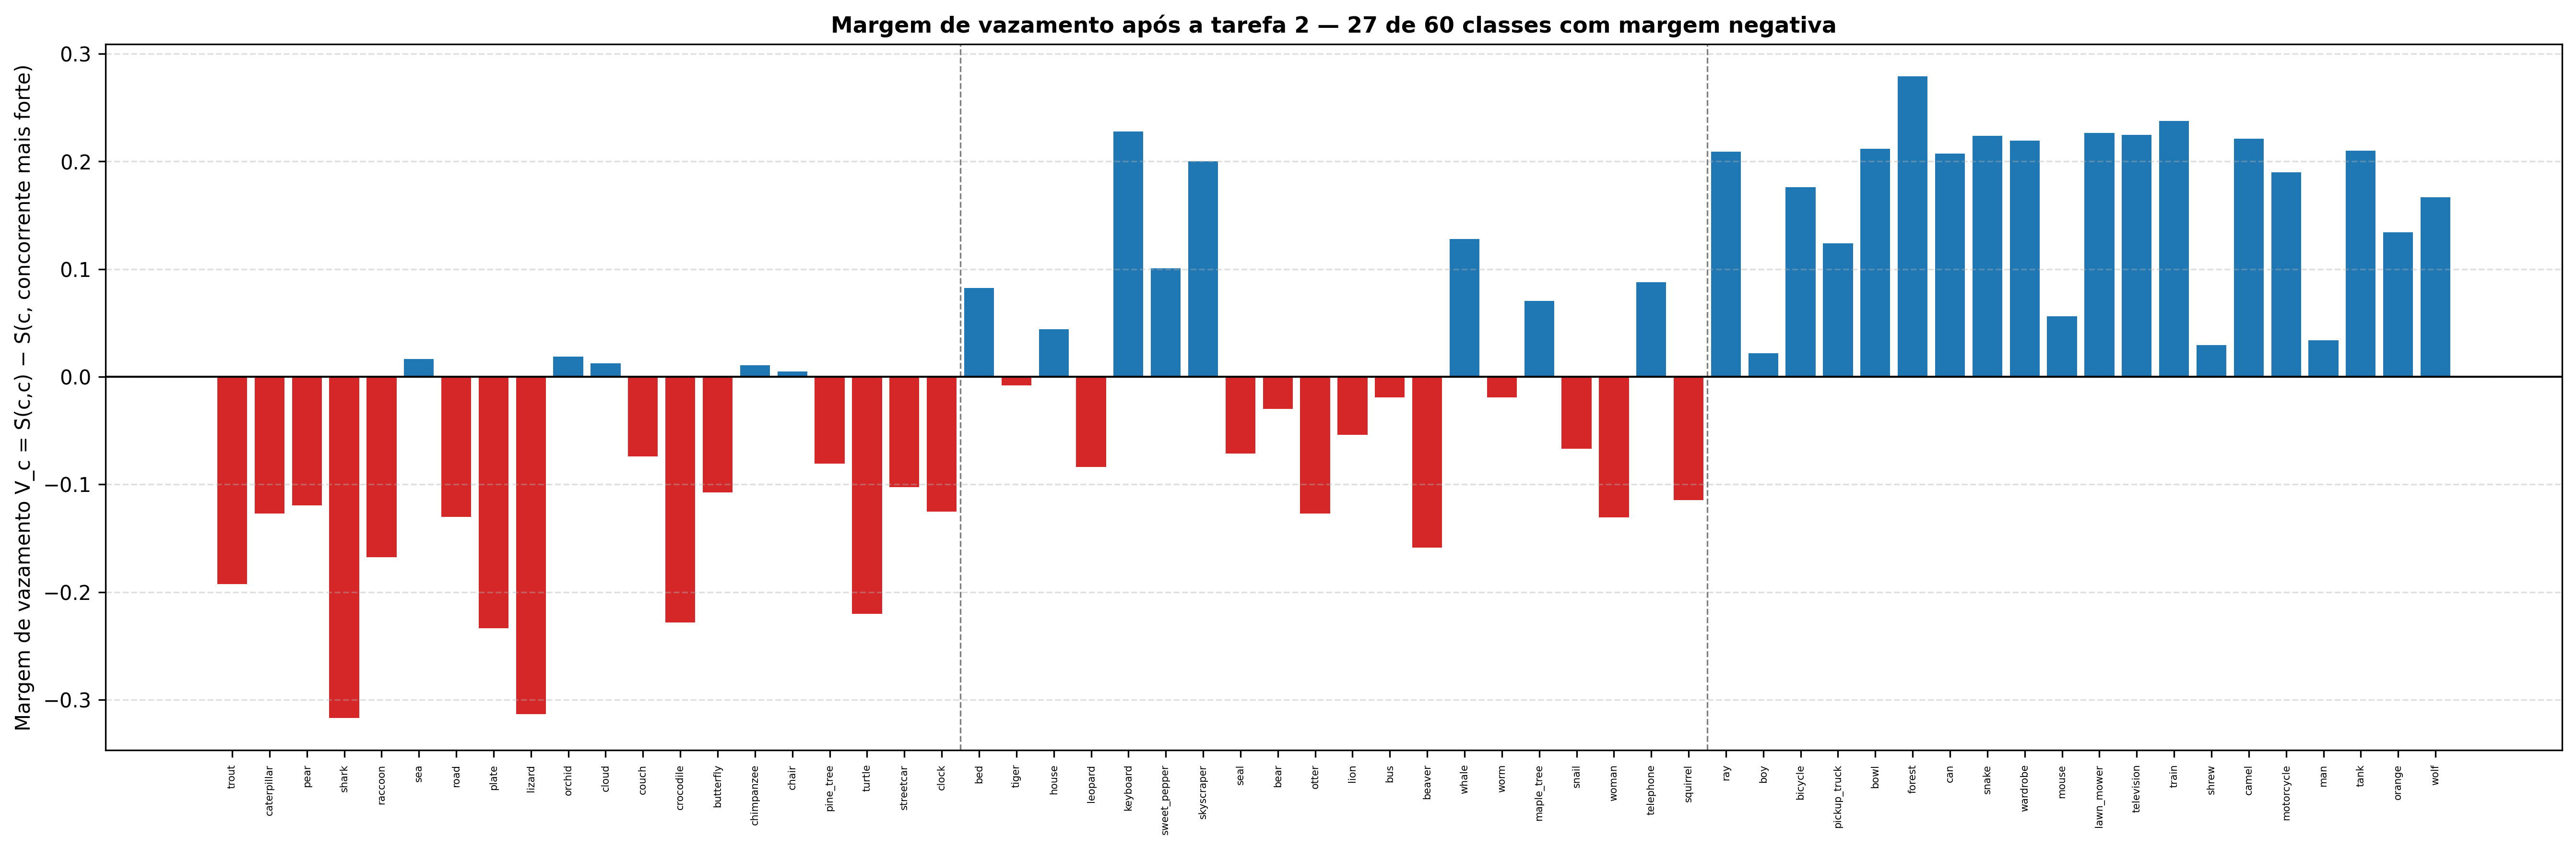 Margem de vazamento após a tarefa 2 — 27 de 60 classes com margem negativa
Margem de vazamento V_c = S(c,c) − S(c, concorrente mais forte)
0.3
0.2
0.1
0.0
−0.1
−0.2
−0.3
trout
caterpillar
pear
shark
raccoon
sea
road
plate
lizard
orchid
cloud
couch
crocodile
butterfly
chimpanzee
chair
pine_tree
turtle
streetcar
clock
bed
tiger
house
leopard
keyboard
sweet_pepper
skyscraper
seal
bear
otter
lion
bus
beaver
whale
worm
maple_tree
snail
woman
telephone
squirrel
ray
boy
bicycle
pickup_truck
bowl
forest
can
snake
wardrobe
mouse
lawn_mower
television
train
shrew
camel
motorcycle
man
tank
orange
wolf